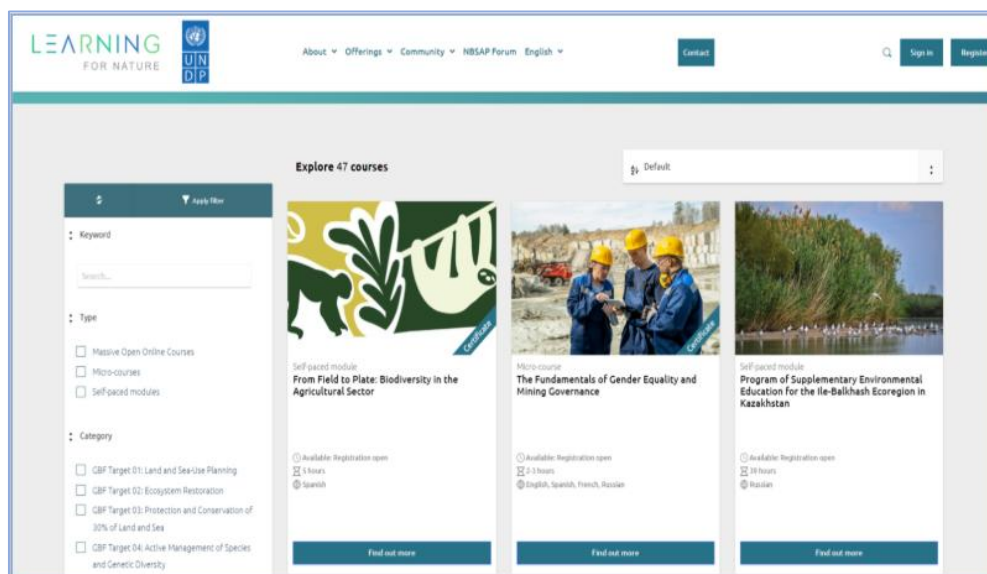 LEARNING
FOR NATURE
UN
DP
About Offerings Community NBSAP Forum English
Contact
Sign in
Registe
Explore 47 courses
Default
Apply filter
Keyword
Search...
Type
Massive Open Online Courses
Micro-courses
Self-paced modules
Category
GBF Target 01: Land and Sea-Use Planning
GBF Target 02: Ecosystem Restoration
GBF Target 03: Protection and Conservation of
30% of Land and Sea
GBF Target 04: Active Management of Species
and Genetic Diversity
Certificate
Self-paced module
From Field to Plate: Biodiversity in the
Agricultural Sector
Available: Registration open
5 hours
Spanish
Find out more
Certificate
Micro-course
The Fundamentals of Gender Equality and
Mining Governance
Available: Registration open
2-3 hours
English, Spanish, French, Russian
Find out more
Self-paced module
Program of Supplementary Environmental
Education for the Ile-Balkhash Ecoregion in
Kazakhstan
Available: Registration open
hours
Russian
Find out more